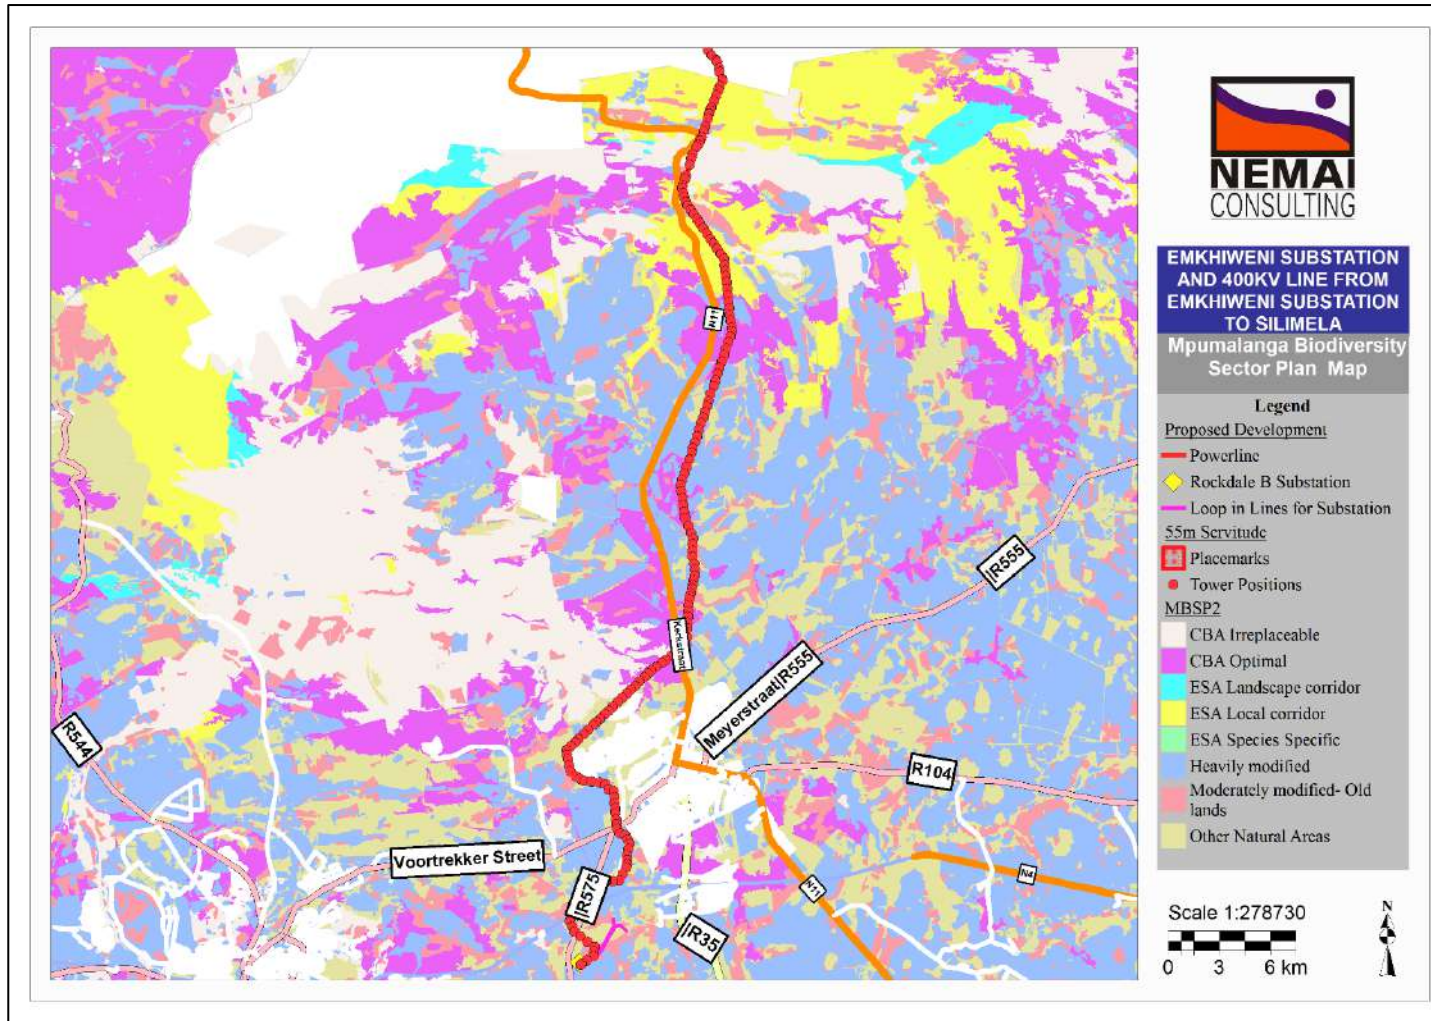 NEMAI
CONSULTING
EMKHIWENI SUBSTATION
AND 400KV LINE FROM
EMKHIWENI SUBSTATION
TO SILIMELA
Mpumalanga Biodiversity
Sector Plan Map
Legend
Proposed Development
Powerline
Rockdale B Substation
Loop in Lines for Substation
55m Servitude
Placemarks
Tower Positions
MBSP2
CBA Irreplaceable
CBA Optimal
ESA Landscape corridor
ESA Local corridor
ESA Species Specific
Heavily modified
Moderately modified- Old
lands
Other Natural Areas
Scale 1:278730
0 3 6 km
N
N11
|R555
Kerkstraat
Meyerstraat|R555
R544
R104
Voortrekker Street
|R575
N11
N4
|R35